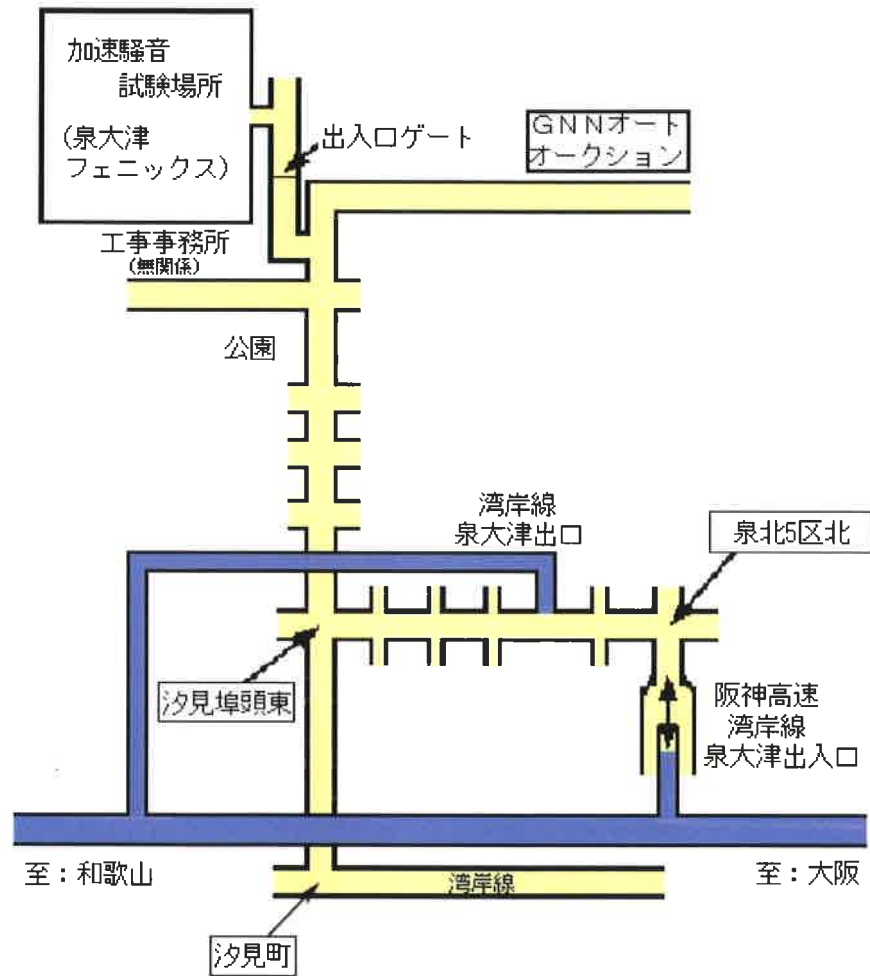 加速騒音
試験場所
(泉大津
フェニックス)
出入口ゲート
GNNオート
オークション
工事事務所
(無関係)
公園
湾岸線
泉大津出口
泉北5区北
汐見埠頭東
阪神高速
湾岸線
泉大津出入口
至：和歌山
湾岸線
至：大阪
汐見町